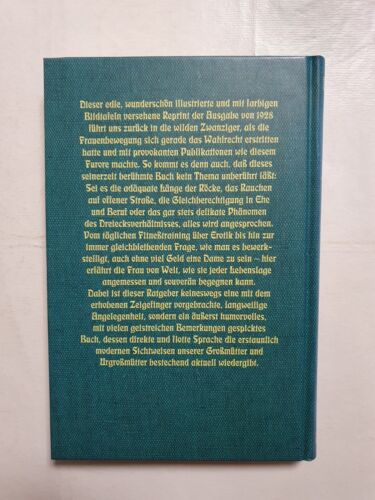 Dieser edle, wunderschön illustrierte und mit farbigen
Bildtafeln versehene Reprint der Ausgabe von 1928
führt uns zurück in die wilden Zwanziger, als die
Frauenbewegung sich gerade das Wahlrecht erstritten
hatte und mit provokanten Publikationen wie diesem
Furore machte. So kommt es denn auch, daß dieses
seinerzeit berühmte Buch kein Thema unberührt läßt:
Sei es die adäquate Länge der Röcke, das Rauchen
auf offener Straße, die Gleichberechtigung in Ehe
und Beruf oder das gar stets delikate Phänomen
des Dreiecksverhältnisses, alles wird angesprochen.
Vom täglichen Fitneßtraining über Erotik bis hin zur
immer gleichbleibenden Frage, wie man es bewerk-
stelligt, auch ohne viel Geld eine Dame zu sein – hier
erfährt die Frau von Welt, wie sie jeder Lebenslage
angemessen und souverän begegnen kann.
Dabei ist dieser Ratgeber keineswegs eine mit dem
erhobenen Zeigefinger vorgebrachte, langweilige
Angelegenheit, sondern ein äußerst humorvolles,
mit vielen geistreichen Bemerkungen gespicktes
Buch, dessen direkte und flotte Sprache die erstaunlich
modernen Sichtweisen unserer Großmütter und
Urgroßmütter bestechend aktuell wiedergibt.